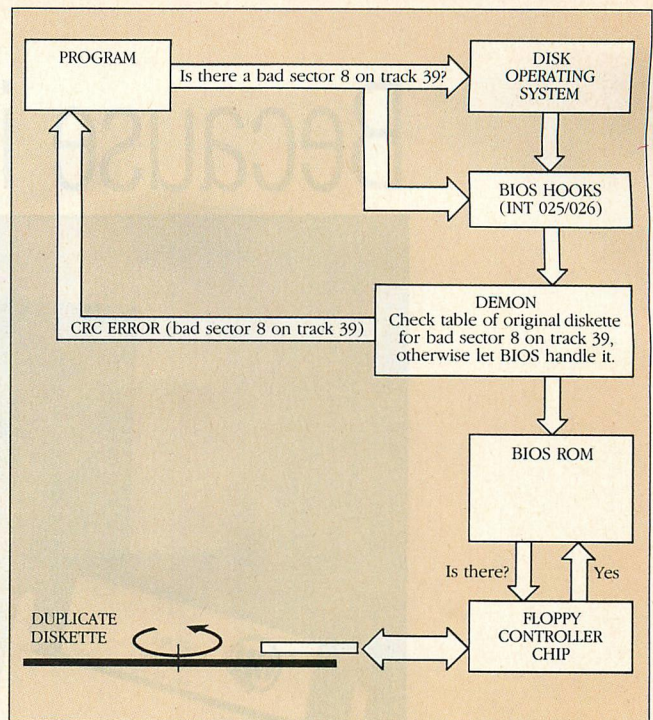 PROGRAM
Is there a bad sector 8 on track 39?
DISK
OPERATING
SYSTEM
BIOS HOOKS
(INT 025/026)
DEMON
Check table of original diskette
for bad sector 8 on track 39,
otherwise let BIOS handle it.
CRC ERROR (bad sector 8 on track 39)
BIOS ROM
Is there?
Yes
DUPLICATE
DISKETTE
FLOPPY
CONTROLLER
CHIP
Because